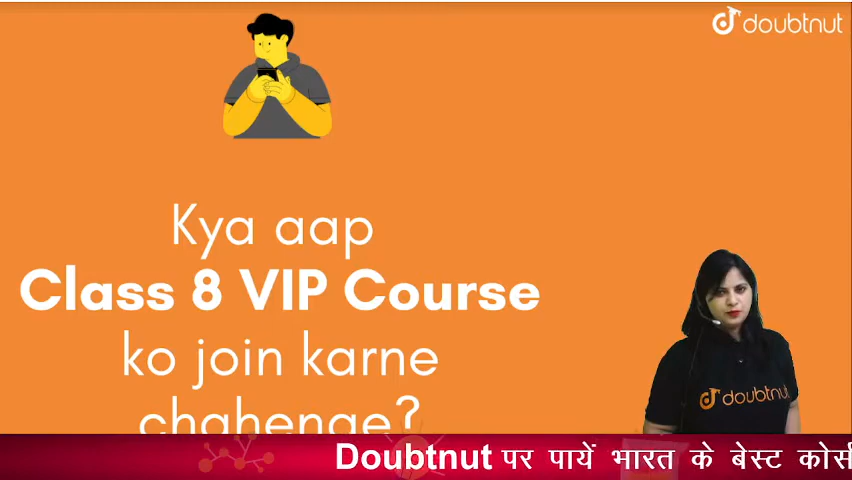 doubtnut
Kya aap
Class 8 VIP Course
ko join karne
chahenge?
doubtnut
Doubtnut पर पायें भारत के बेस्ट कोर्स